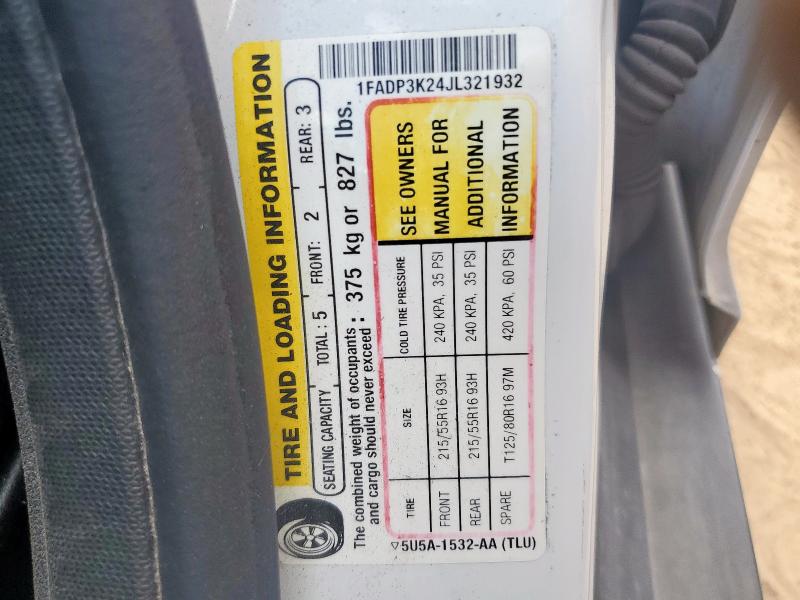 1FADP3K24JL321932
TIRE AND LOADING INFORMATION
SEATING CAPACITY TOTAL: 5 FRONT: 2 REAR: 3
The combined weight of occupants
and cargo should never exceed : 375 kg or 827 lbs.
TIRE SIZE COLD TIRE PRESSURE
FRONT 215/55R16 93H 240 KPA, 35 PSI
REAR 215/55R16 93H 240 KPA, 35 PSI
SPARE T125/80R16 97M 420 KPA, 60 PSI
SEE OWNERS
MANUAL FOR
ADDITIONAL
INFORMATION
5U5A-1532-AA (TLU)